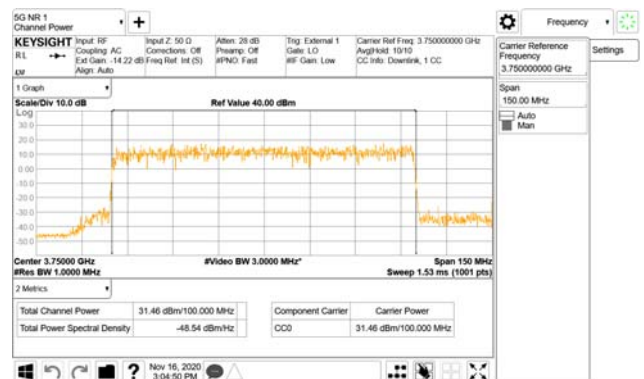 5G NR 1
Channel Power
+
Frequency
KEYSIGHT
RL
LXI
Input: RF
Coupling: AC
Ext Gain: -14.22 dB
Align: Auto
Input Z: 50 Ω
Corrections: Off
Freq Ref: Int (S)
Atten: 28 dB
Preamp: Off
#PNO: Fast
Trig: External 1
Gate: LO
#IF Gain: Low
Carrier Ref Freq: 3.750000000 GHz
Avg|Hold: 10/10
CC Info: Downlink, 1 CC
Carrier Reference
Frequency
3.750000000 GHz
Settings
Span
150.00 MHz
Auto
Man
1 Graph
Scale/Div 10.0 dB
Ref Value 40.00 dBm
Log
30.0
20.0
10.0
0.00
-10.0
-20.0
-30.0
-40.0
-50.0
Center 3.75000 GHz
#Video BW 3.0000 MHz*
Span 150 MHz
#Res BW 1.0000 MHz
Sweep 1.53 ms (1001 pts)
2 Metrics
Total Channel Power 31.46 dBm/100.000 MHz
Total Power Spectral Density -48.54 dBm/Hz
Component Carrier Carrier Power
CC0 31.46 dBm/100.000 MHz
?
Nov 16, 2020
3:04:50 PM